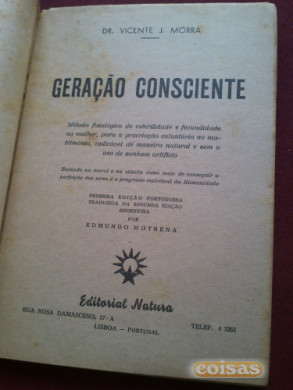 DR. VICENTE J. MORRA
GERAÇÃO CONSCIENTE
Método fisiológico de esterilidade e fecundidade
na mulher, para a procriação voluntária no ma-
trimónio, aplicável de maneira natural e sem o
uso de nenhum artifício
Baseado na moral e na ciência como meio de conseguir a
perfeição dos seres e o progresso espiritual da Humanidade
PRIMEIRA EDIÇÃO PORTUGUESA
TRADUZIDA DA SEGUNDA EDIÇÃO
ARGENTINA
POR
EDMUNDO MOTRENA
Editorial Natura
RUA ROSA DAMASCENO, 17-A
TELEF. 4 3352
LISBOA — PORTUGAL
coisas